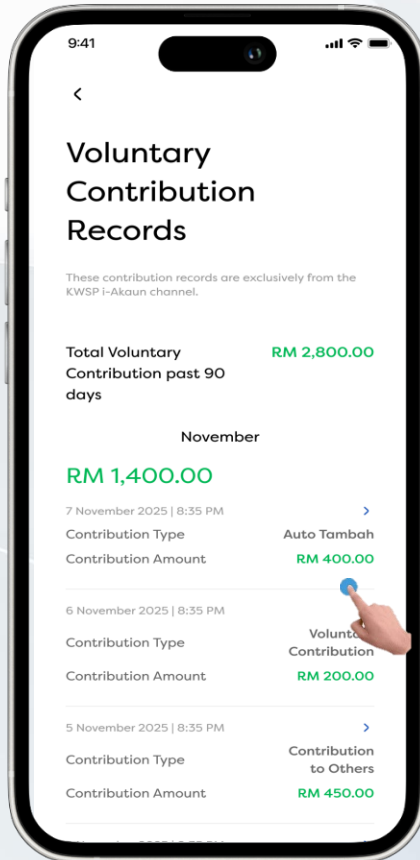 9:41
Voluntary
Contribution
Records
These contribution records are exclusively from the
KWSP i-Akaun channel.
Total Voluntary RM 2,800.00
Contribution past 90
days
November
RM 1,400.00
7 November 2025 | 8:35 PM
Contribution Type Auto Tambah
Contribution Amount RM 400.00
6 November 2025 | 8:35 PM
Contribution Type
Contribution
Contribution Amount RM 200.00
5 November 2025 | 8:35 PM
Contribution Type Contribution
to Others
Contribution Amount RM 450.00